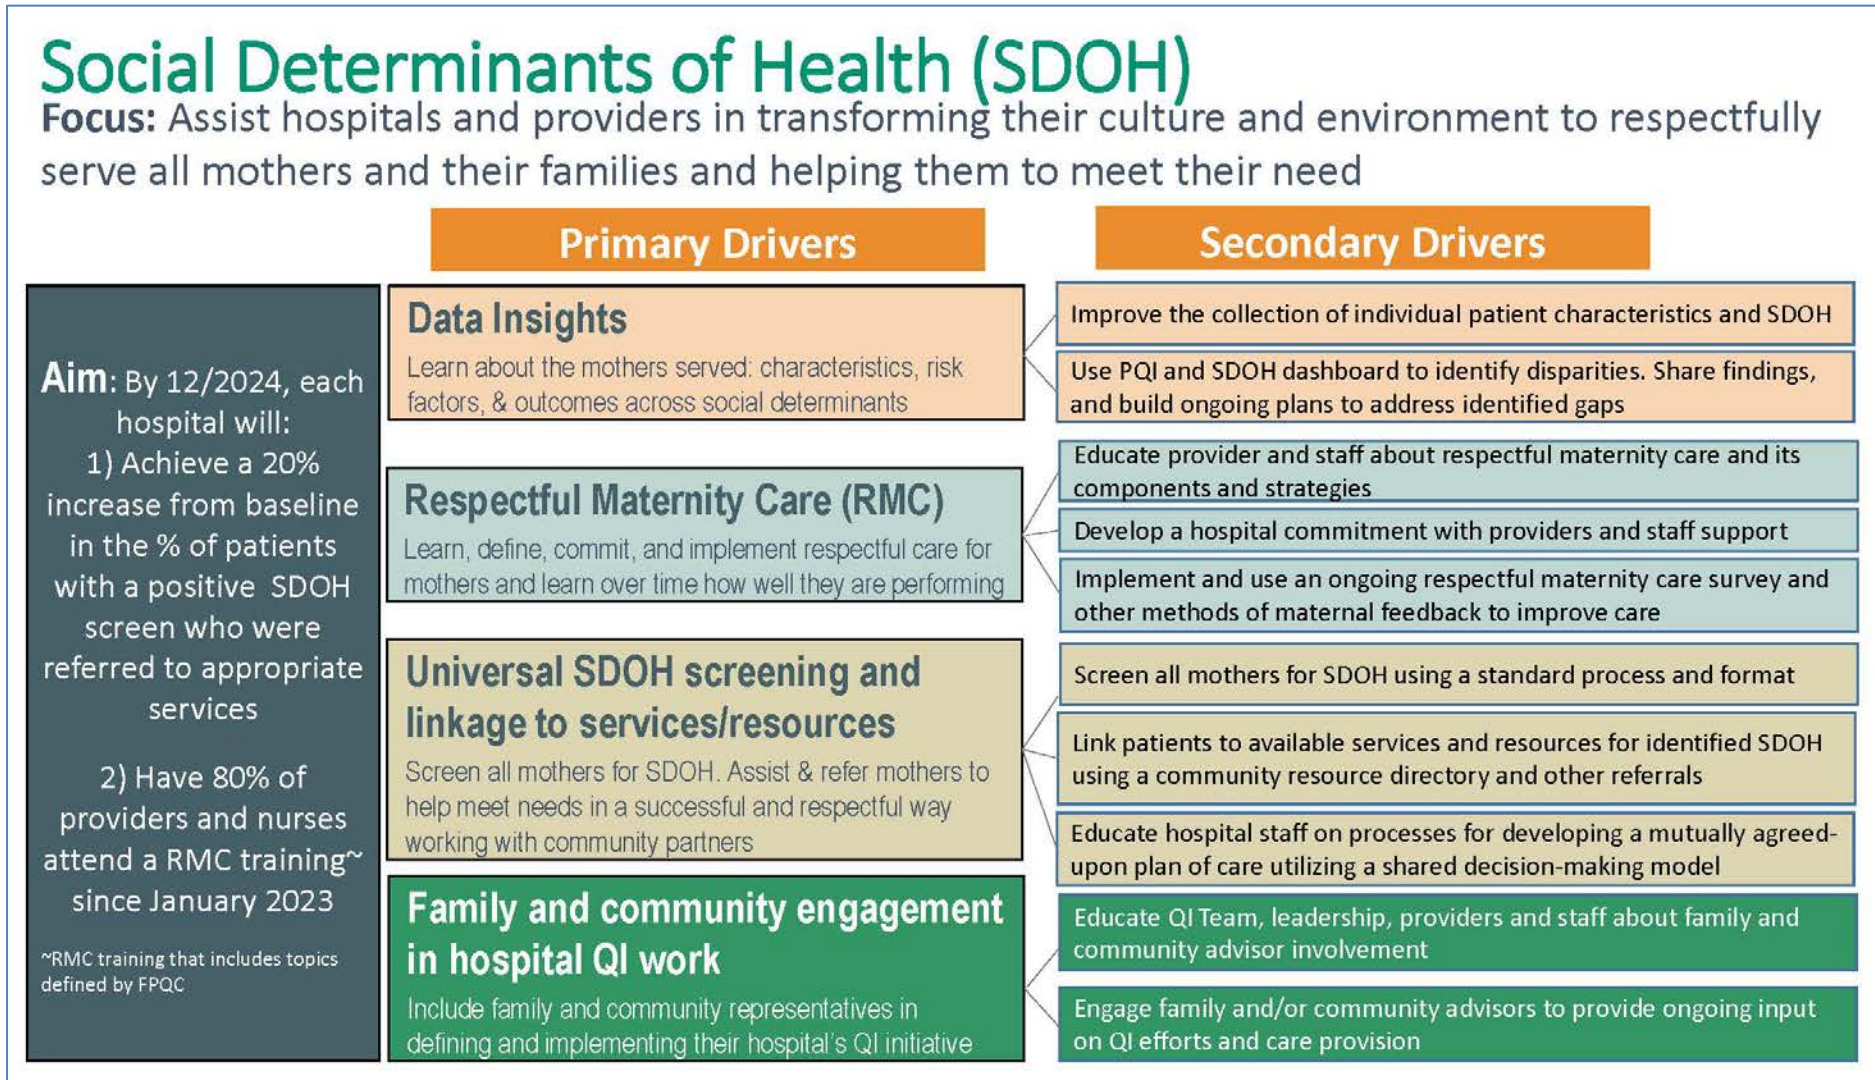 Social Determinants of Health (SDOH)
Focus: Assist hospitals and providers in transforming their culture and environment to respectfully
serve all mothers and their families and helping them to meet their need
Primary Drivers
Secondary Drivers
Aim: By 12/2024, each
hospital will:
1) Achieve a 20%
increase from baseline
in the % of patients
with a positive SDOH
screen who were
referred to appropriate
services
2) Have 80% of
providers and nurses
attend a RMC training~
since January 2023
~RMC training that includes topics
defined by FPQC
Data Insights
Learn about the mothers served: characteristics, risk
factors, & outcomes across social determinants
Improve the collection of individual patient characteristics and SDOH
Use PQI and SDOH dashboard to identify disparities. Share findings,
and build ongoing plans to address identified gaps
Respectful Maternity Care (RMC)
Learn, define, commit, and implement respectful care for
mothers and learn over time how well they are performing
Educate provider and staff about respectful maternity care and its
components and strategies
Develop a hospital commitment with providers and staff support
Implement and use an ongoing respectful maternity care survey and
other methods of maternal feedback to improve care
Universal SDOH screening and
linkage to services/resources
Screen all mothers for SDOH. Assist & refer mothers to
help meet needs in a successful and respectful way
working with community partners
Screen all mothers for SDOH using a standard process and format
Link patients to available services and resources for identified SDOH
using a community resource directory and other referrals
Educate hospital staff on processes for developing a mutually agreed-
upon plan of care utilizing a shared decision-making model
Family and community engagement
in hospital QI work
Include family and community representatives in
defining and implementing their hospital's QI initiative
Educate QI Team, leadership, providers and staff about family and
community advisor involvement
Engage family and/or community advisors to provide ongoing input
on QI efforts and care provision